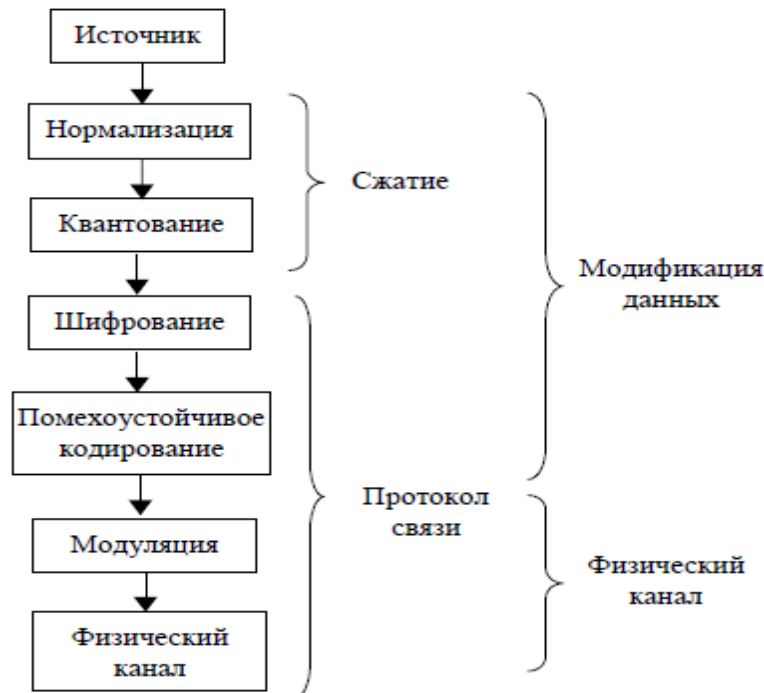 Источник
Нормализация
Сжатие
Квантование
Модификация
данных
Шифрование
Помехоустойчивое
кодирование
Протокол
связи
Модуляция
Физический
канал
Физический
канал